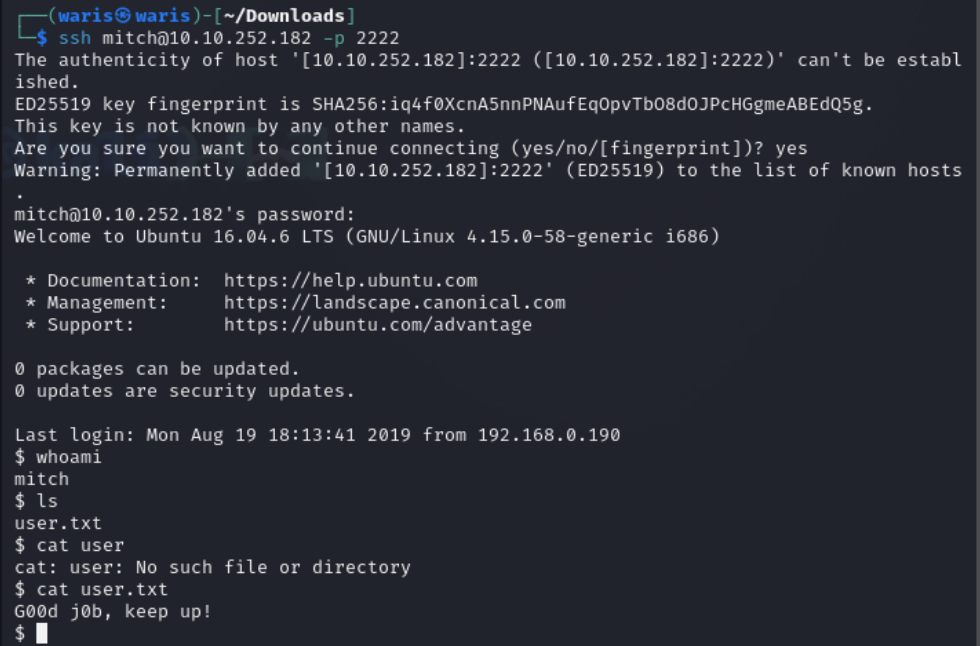 ┌──(waris㉿waris)-[~/Downloads]
└─$ ssh mitch@10.10.252.182 -p 2222
The authenticity of host '[10.10.252.182]:2222 ([10.10.252.182]:2222)' can't be establ
ished.
ED25519 key fingerprint is SHA256:iq4f0XcnA5nnPNAufEqOpvTbO8dOJPcHGgmeABEdQ5g.
This key is not known by any other names.
Are you sure you want to continue connecting (yes/no/[fingerprint])? yes
Warning: Permanently added '[10.10.252.182]:2222' (ED25519) to the list of known hosts
.
mitch@10.10.252.182's password:
Welcome to Ubuntu 16.04.6 LTS (GNU/Linux 4.15.0-58-generic i686)

 * Documentation:  https://help.ubuntu.com
 * Management:     https://landscape.canonical.com
 * Support:        https://ubuntu.com/advantage

0 packages can be updated.
0 updates are security updates.

Last login: Mon Aug 19 18:13:41 2019 from 192.168.0.190
$ whoami
mitch
$ ls
user.txt
$ cat user
cat: user: No such file or directory
$ cat user.txt
G00d j0b, keep up!
$